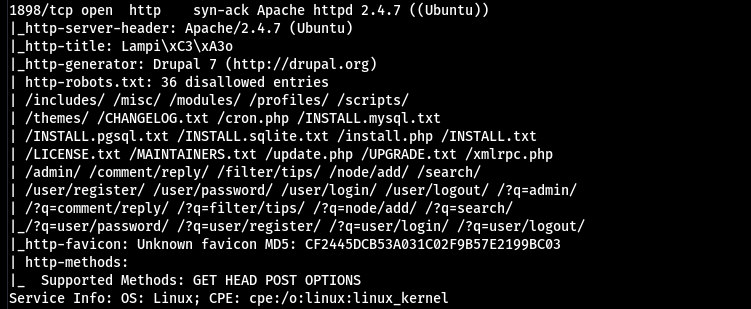 1898/tcp open  http    syn-ack Apache httpd 2.4.7 ((Ubuntu))
|_http-server-header: Apache/2.4.7 (Ubuntu)
|_http-title: Lampi\xC3\xA3o
|_http-generator: Drupal 7 (http://drupal.org)
| http-robots.txt: 36 disallowed entries
| /includes/ /misc/ /modules/ /profiles/ /scripts/
| /themes/ /CHANGELOG.txt /cron.php /INSTALL.mysql.txt
| /INSTALL.pgsql.txt /INSTALL.sqlite.txt /install.php /INSTALL.txt
| /LICENSE.txt /MAINTAINERS.txt /update.php /UPGRADE.txt /xmlrpc.php
| /admin/ /comment/reply/ /filter/tips/ /node/add/ /search/
| /user/register/ /user/password/ /user/login/ /user/logout/ /?q=admin/
| /?q=comment/reply/ /?q=filter/tips/ /?q=node/add/ /?q=search/
|_/?q=user/password/ /?q=user/register/ /?q=user/login/ /?q=user/logout/
|_http-favicon: Unknown favicon MD5: CF2445DCB53A031C02F9B57E2199BC03
| http-methods:
|_  Supported Methods: GET HEAD POST OPTIONS
Service Info: OS: Linux; CPE: cpe:/o:linux:linux_kernel